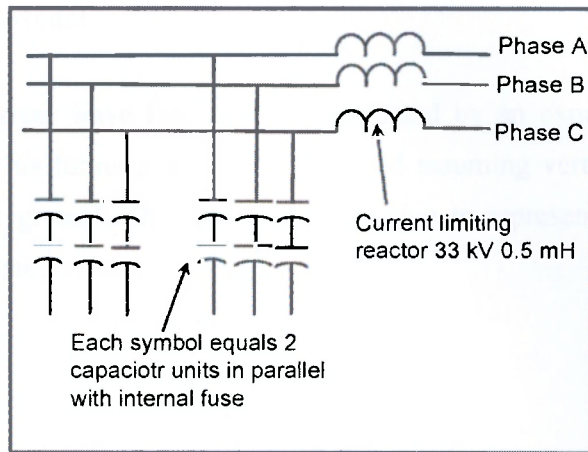 Phase A
Phase B
Phase C
Current limiting
reactor 33 kV 0.5 mH
Each symbol equals 2
capaciotr units in parallel
with internal fuse